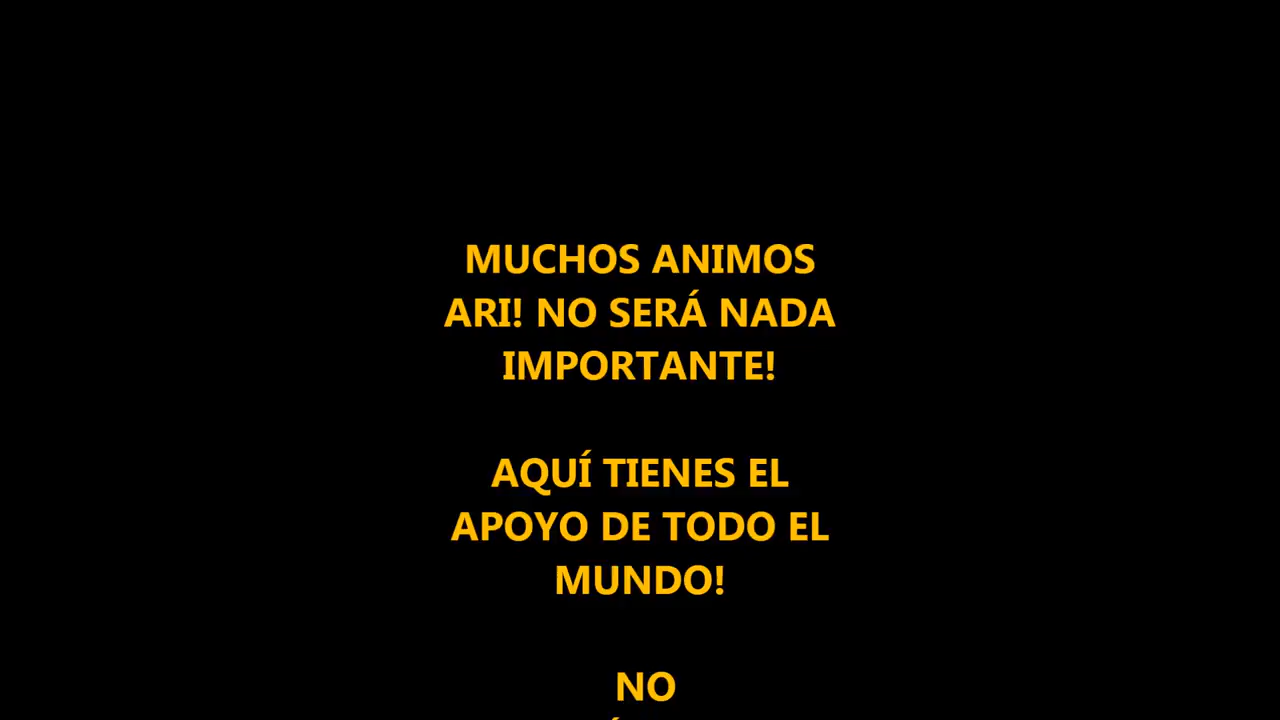 MUCHOS ANIMOS
ARI! NO SERÁ NADA
IMPORTANTE!
AQUÍ TIENES EL
APOYO DE TODO EL
MUNDO!
NO